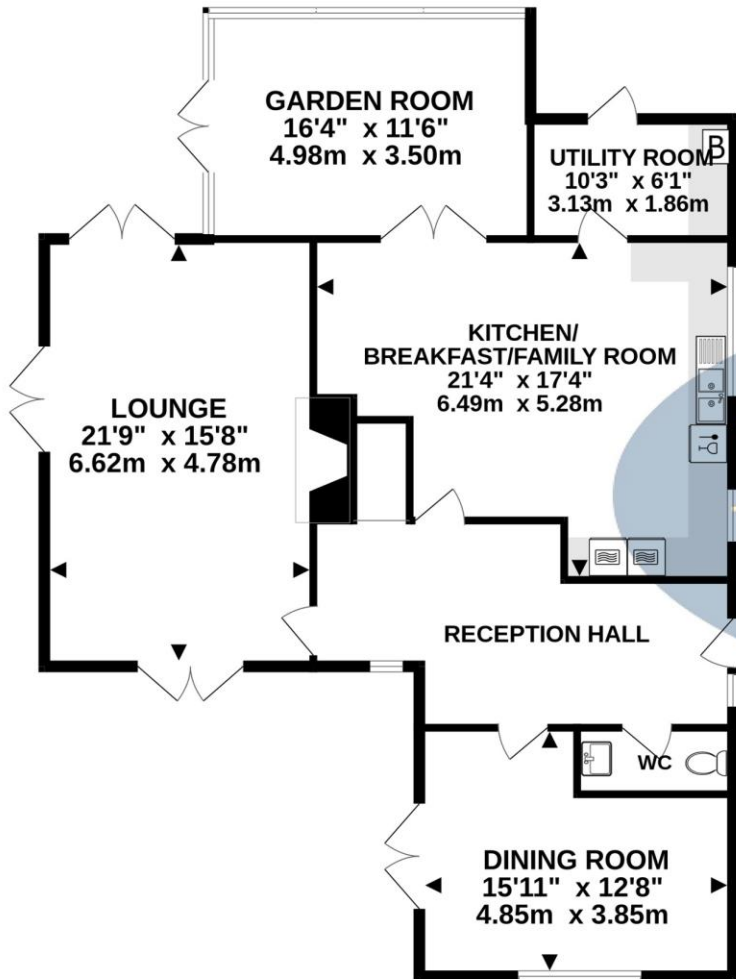 GARDEN ROOM
16'4" x 11'6"
4.98m x 3.50m
B
UTILITY ROOM
10'3" x 6'1"
3.13m x 1.86m
KITCHEN/
BREAKFAST/FAMILY ROOM
21'4" x 17'4"
6.49m x 5.28m
LOUNGE
21'9" x 15'8"
6.62m x 4.78m
RECEPTION HALL
WC
DINING ROOM
15'11" x 12'8"
4.85m x 3.85m